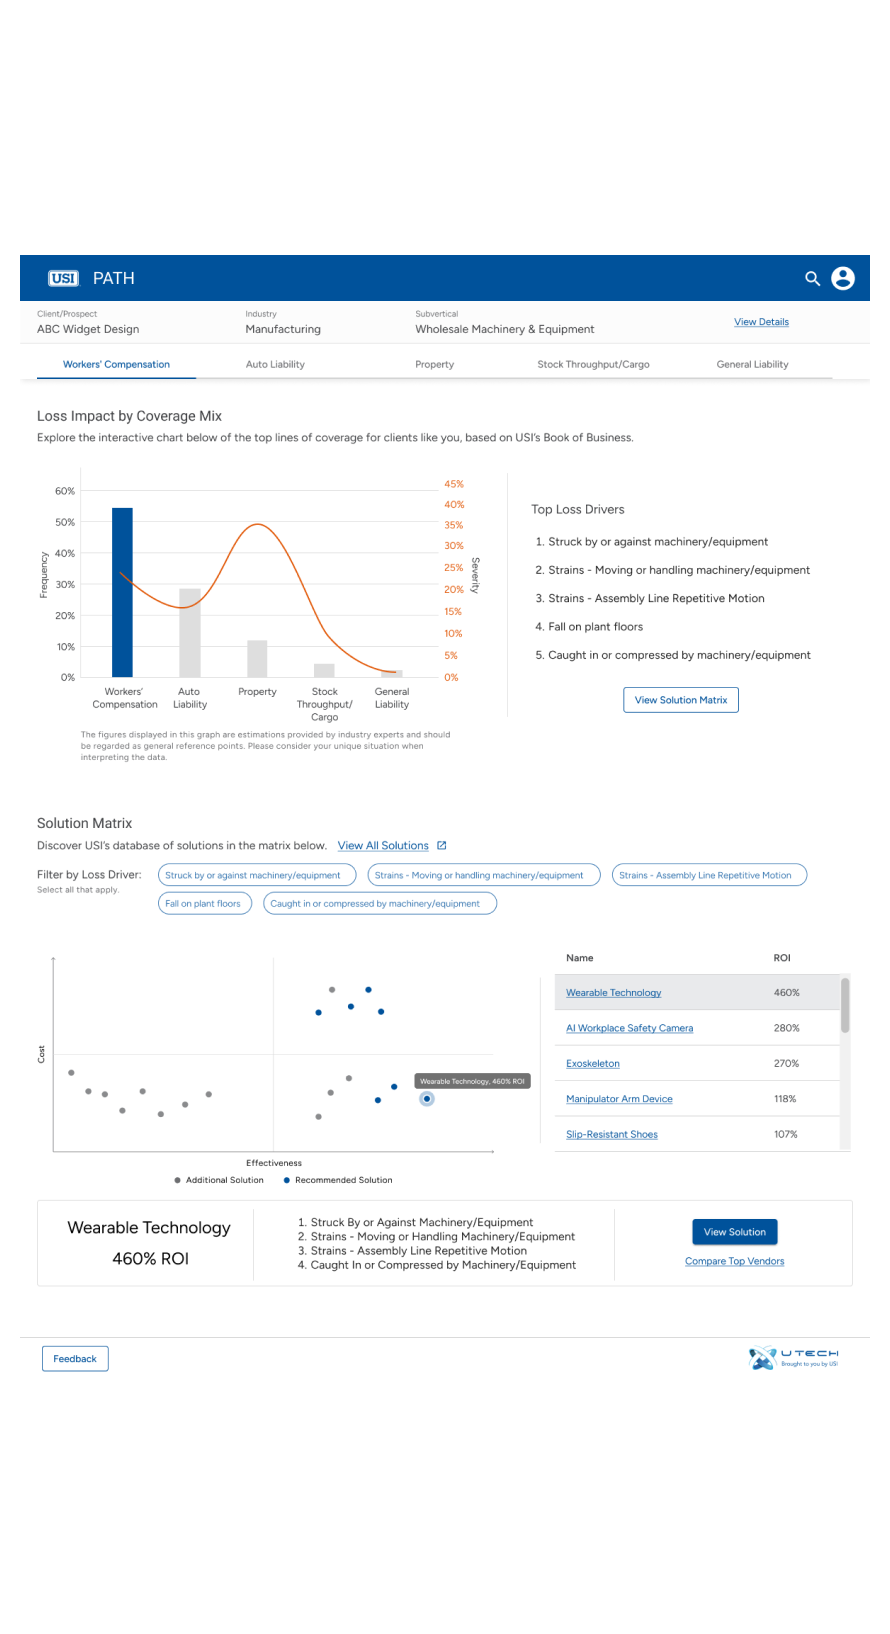 USI PATH
Client/Prospect
ABC Widget Design
Industry
Manufacturing
Subvertical
Wholesale Machinery & Equipment
View Details
Workers' Compensation
Auto Liability
Property
Stock Throughput/Cargo
General Liability
Loss Impact by Coverage Mix
Explore the interactive chart below of the top lines of coverage for clients like you, based on USI's Book of Business.
Frequency
60%
50%
40%
30%
20%
10%
0%
45%
40%
35%
30%
25%
20%
15%
10%
5%
0%
Severity
Workers'
Compensation
Auto
Liability
Property
Stock
Throughput/
Cargo
General
Liability
The figures displayed in this graph are estimations provided by industry experts and should
be regarded as general reference points. Please consider your unique situation when
interpreting the data.
Top Loss Drivers
1. Struck by or against machinery/equipment
2. Strains - Moving or handling machinery/equipment
3. Strains - Assembly Line Repetitive Motion
4. Fall on plant floors
5. Caught in or compressed by machinery/equipment
View Solution Matrix
Solution Matrix
Discover USI's database of solutions in the matrix below. View All Solutions
Filter by Loss Driver:
Select all that apply.
Struck by or against machinery/equipment
Strains - Moving or handling machinery/equipment
Strains - Assembly Line Repetitive Motion
Fall on plant floors
Caught in or compressed by machinery/equipment
Cost
Wearable Technology, 460% ROI
Effectiveness
Additional Solution
Recommended Solution
Name ROI
Wearable Technology 460%
AI Workplace Safety Camera 280%
Exoskeleton 270%
Manipulator Arm Device 118%
Slip-Resistant Shoes 107%
Wearable Technology
460% ROI
1. Struck By or Against Machinery/Equipment
2. Strains - Moving or Handling Machinery/Equipment
3. Strains - Assembly Line Repetitive Motion
4. Caught In or Compressed by Machinery/Equipment
View Solution
Compare Top Vendors
Feedback
UTECH
Brought to you by USI